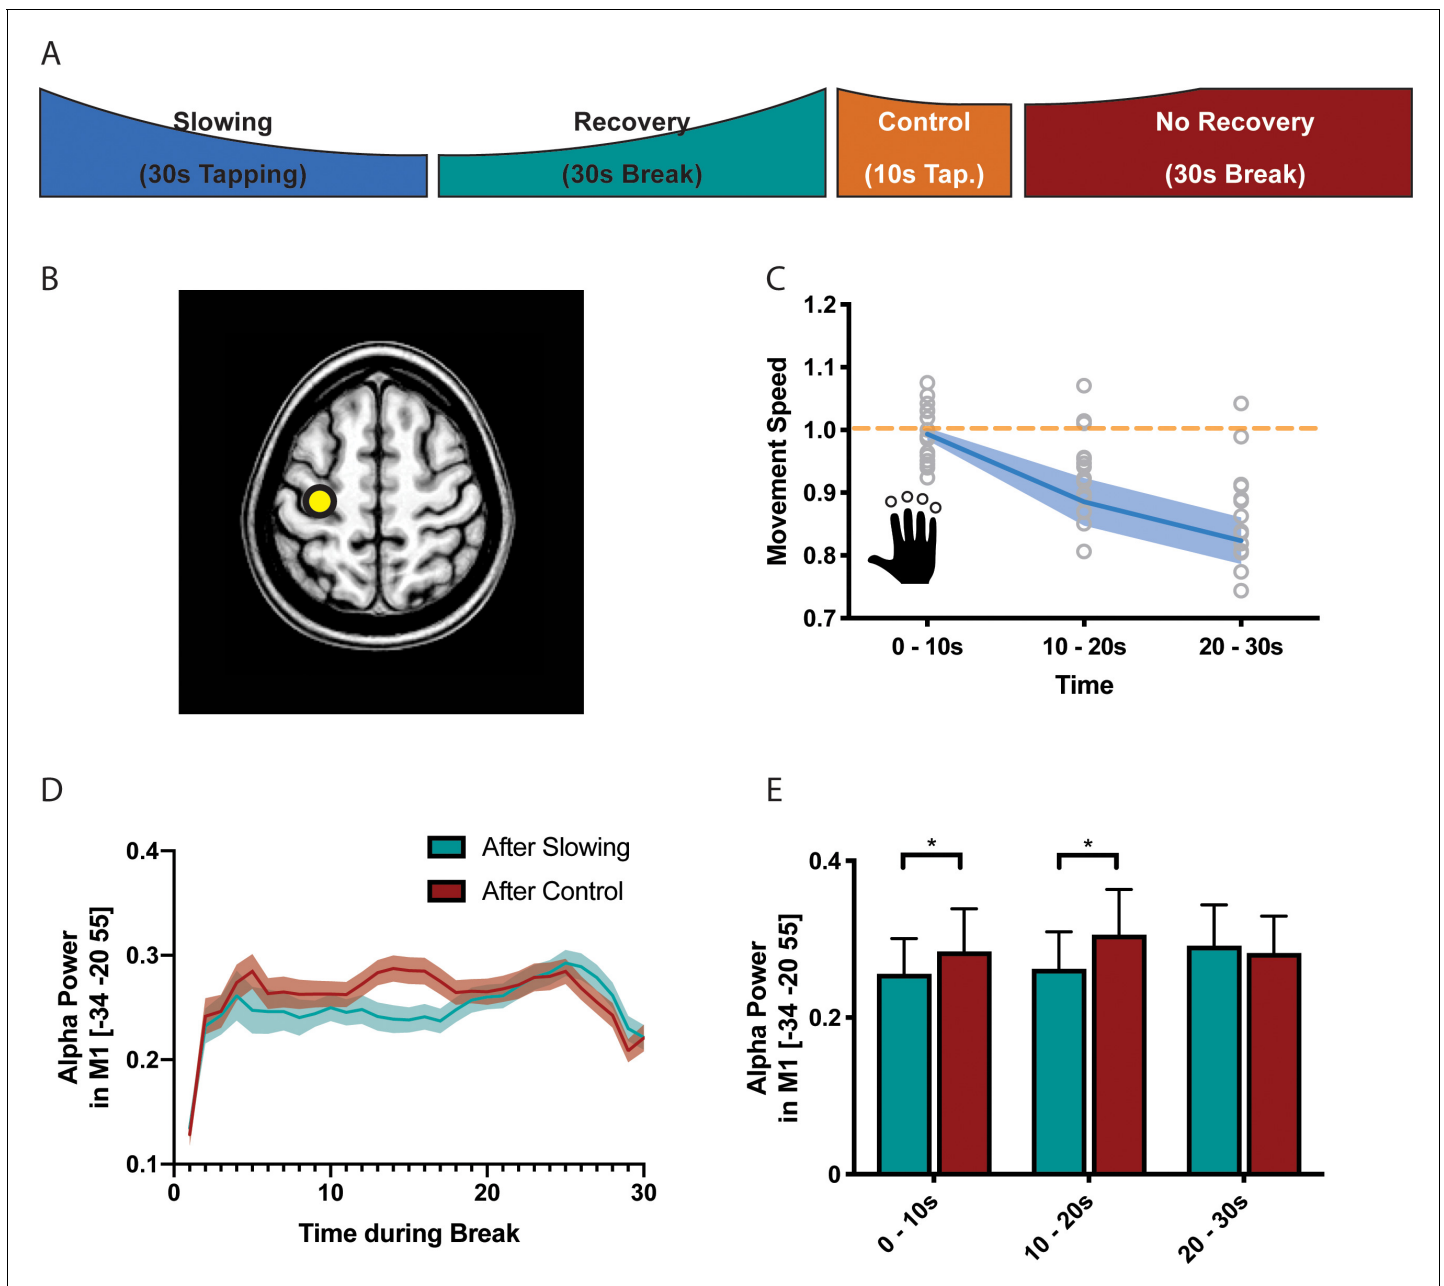 A
Slowing
(30s Tapping)
Recovery
(30s Break)
Control
(10s Tap.)
No Recovery
(30s Break)
B
C
1.2
1.1
1.0
0.9
0.8
0.7
Movement Speed
0 - 10s
10 - 20s
20 - 30s
Time
D
After Slowing
After Control
0.4
0.3
0.2
0.1
Alpha Power
in M1 [-34 -20 55]
0
10
20
30
Time during Break
E
*
*
0.4
0.2
0
Alpha Power
in M1 [-34 -20 55]
0 - 10s
10 - 20s
20 - 30s